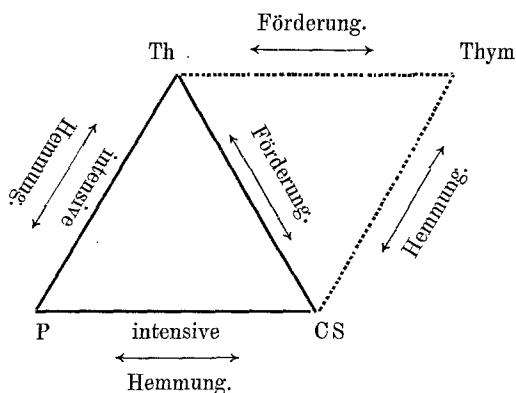 Förderung.
Th
Thym
intensive
Hemmung.
Förderung.
Hemmung.
P
intensive
CS
Hemmung.